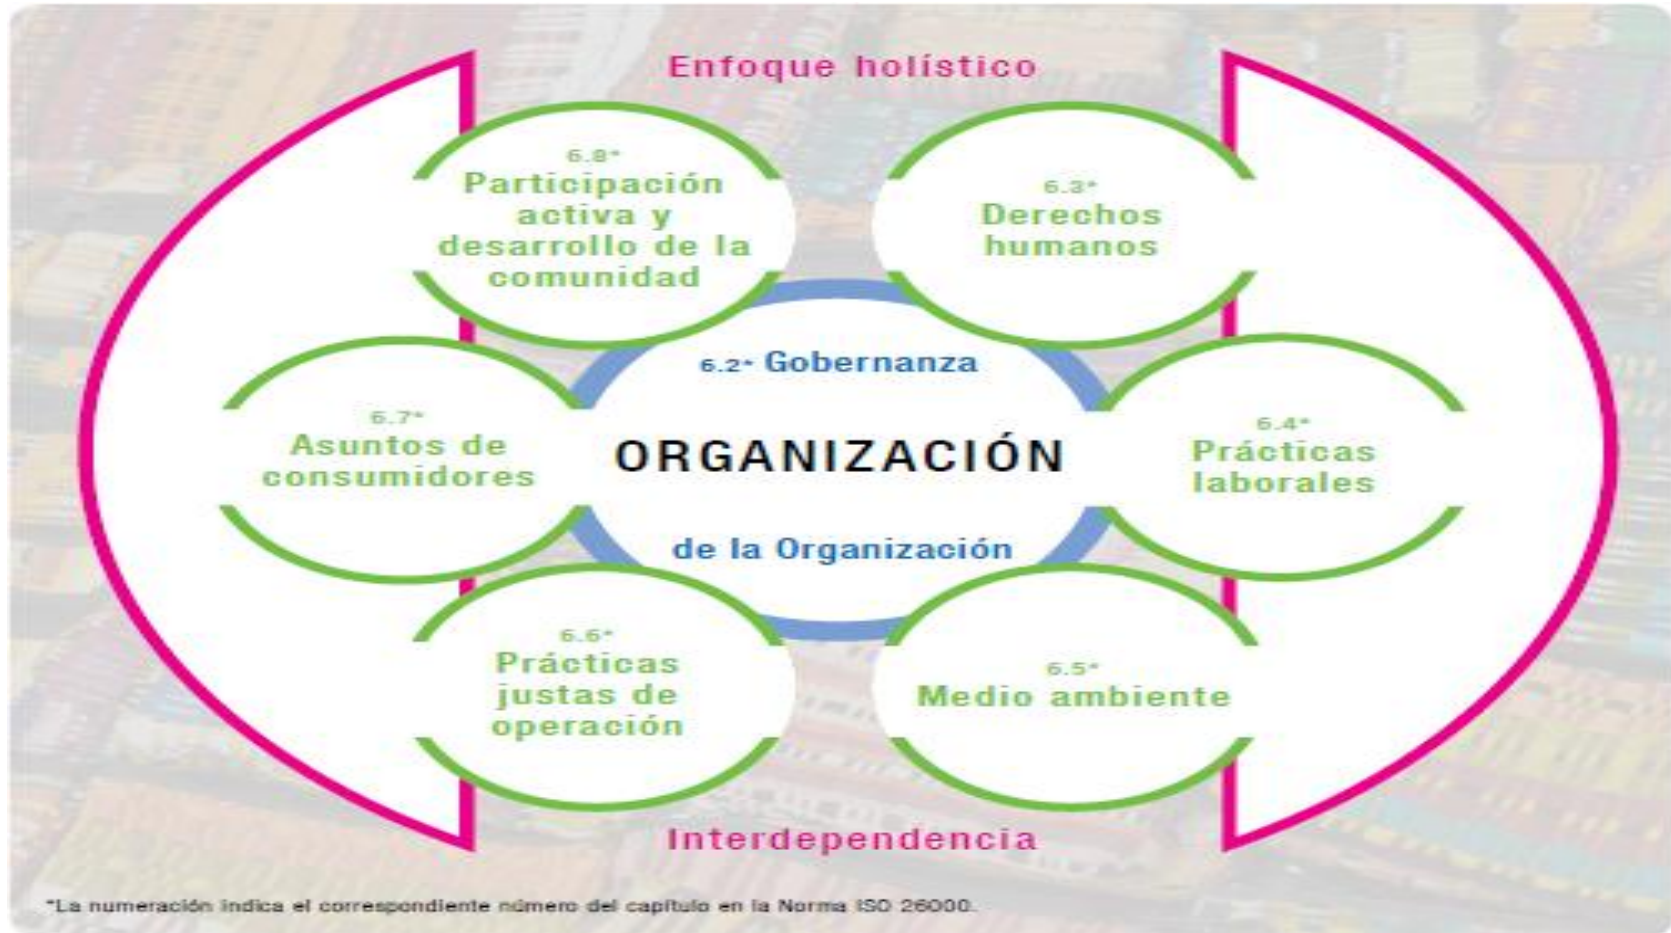 Enfoque holístico
6.8*
Participación
activa y
desarrollo de la
comunidad
6.3*
Derechos
humanos
6.2* Gobernanza
6.7*
Asuntos de
consumidores
ORGANIZACIÓN
6.4*
Prácticas
laborales
de la Organización
6.6*
Prácticas
justas de
operación
6.5*
Medio ambiente
Interdependencia
*La numeración indica el correspondiente número del capítulo en la Norma ISO 26000.